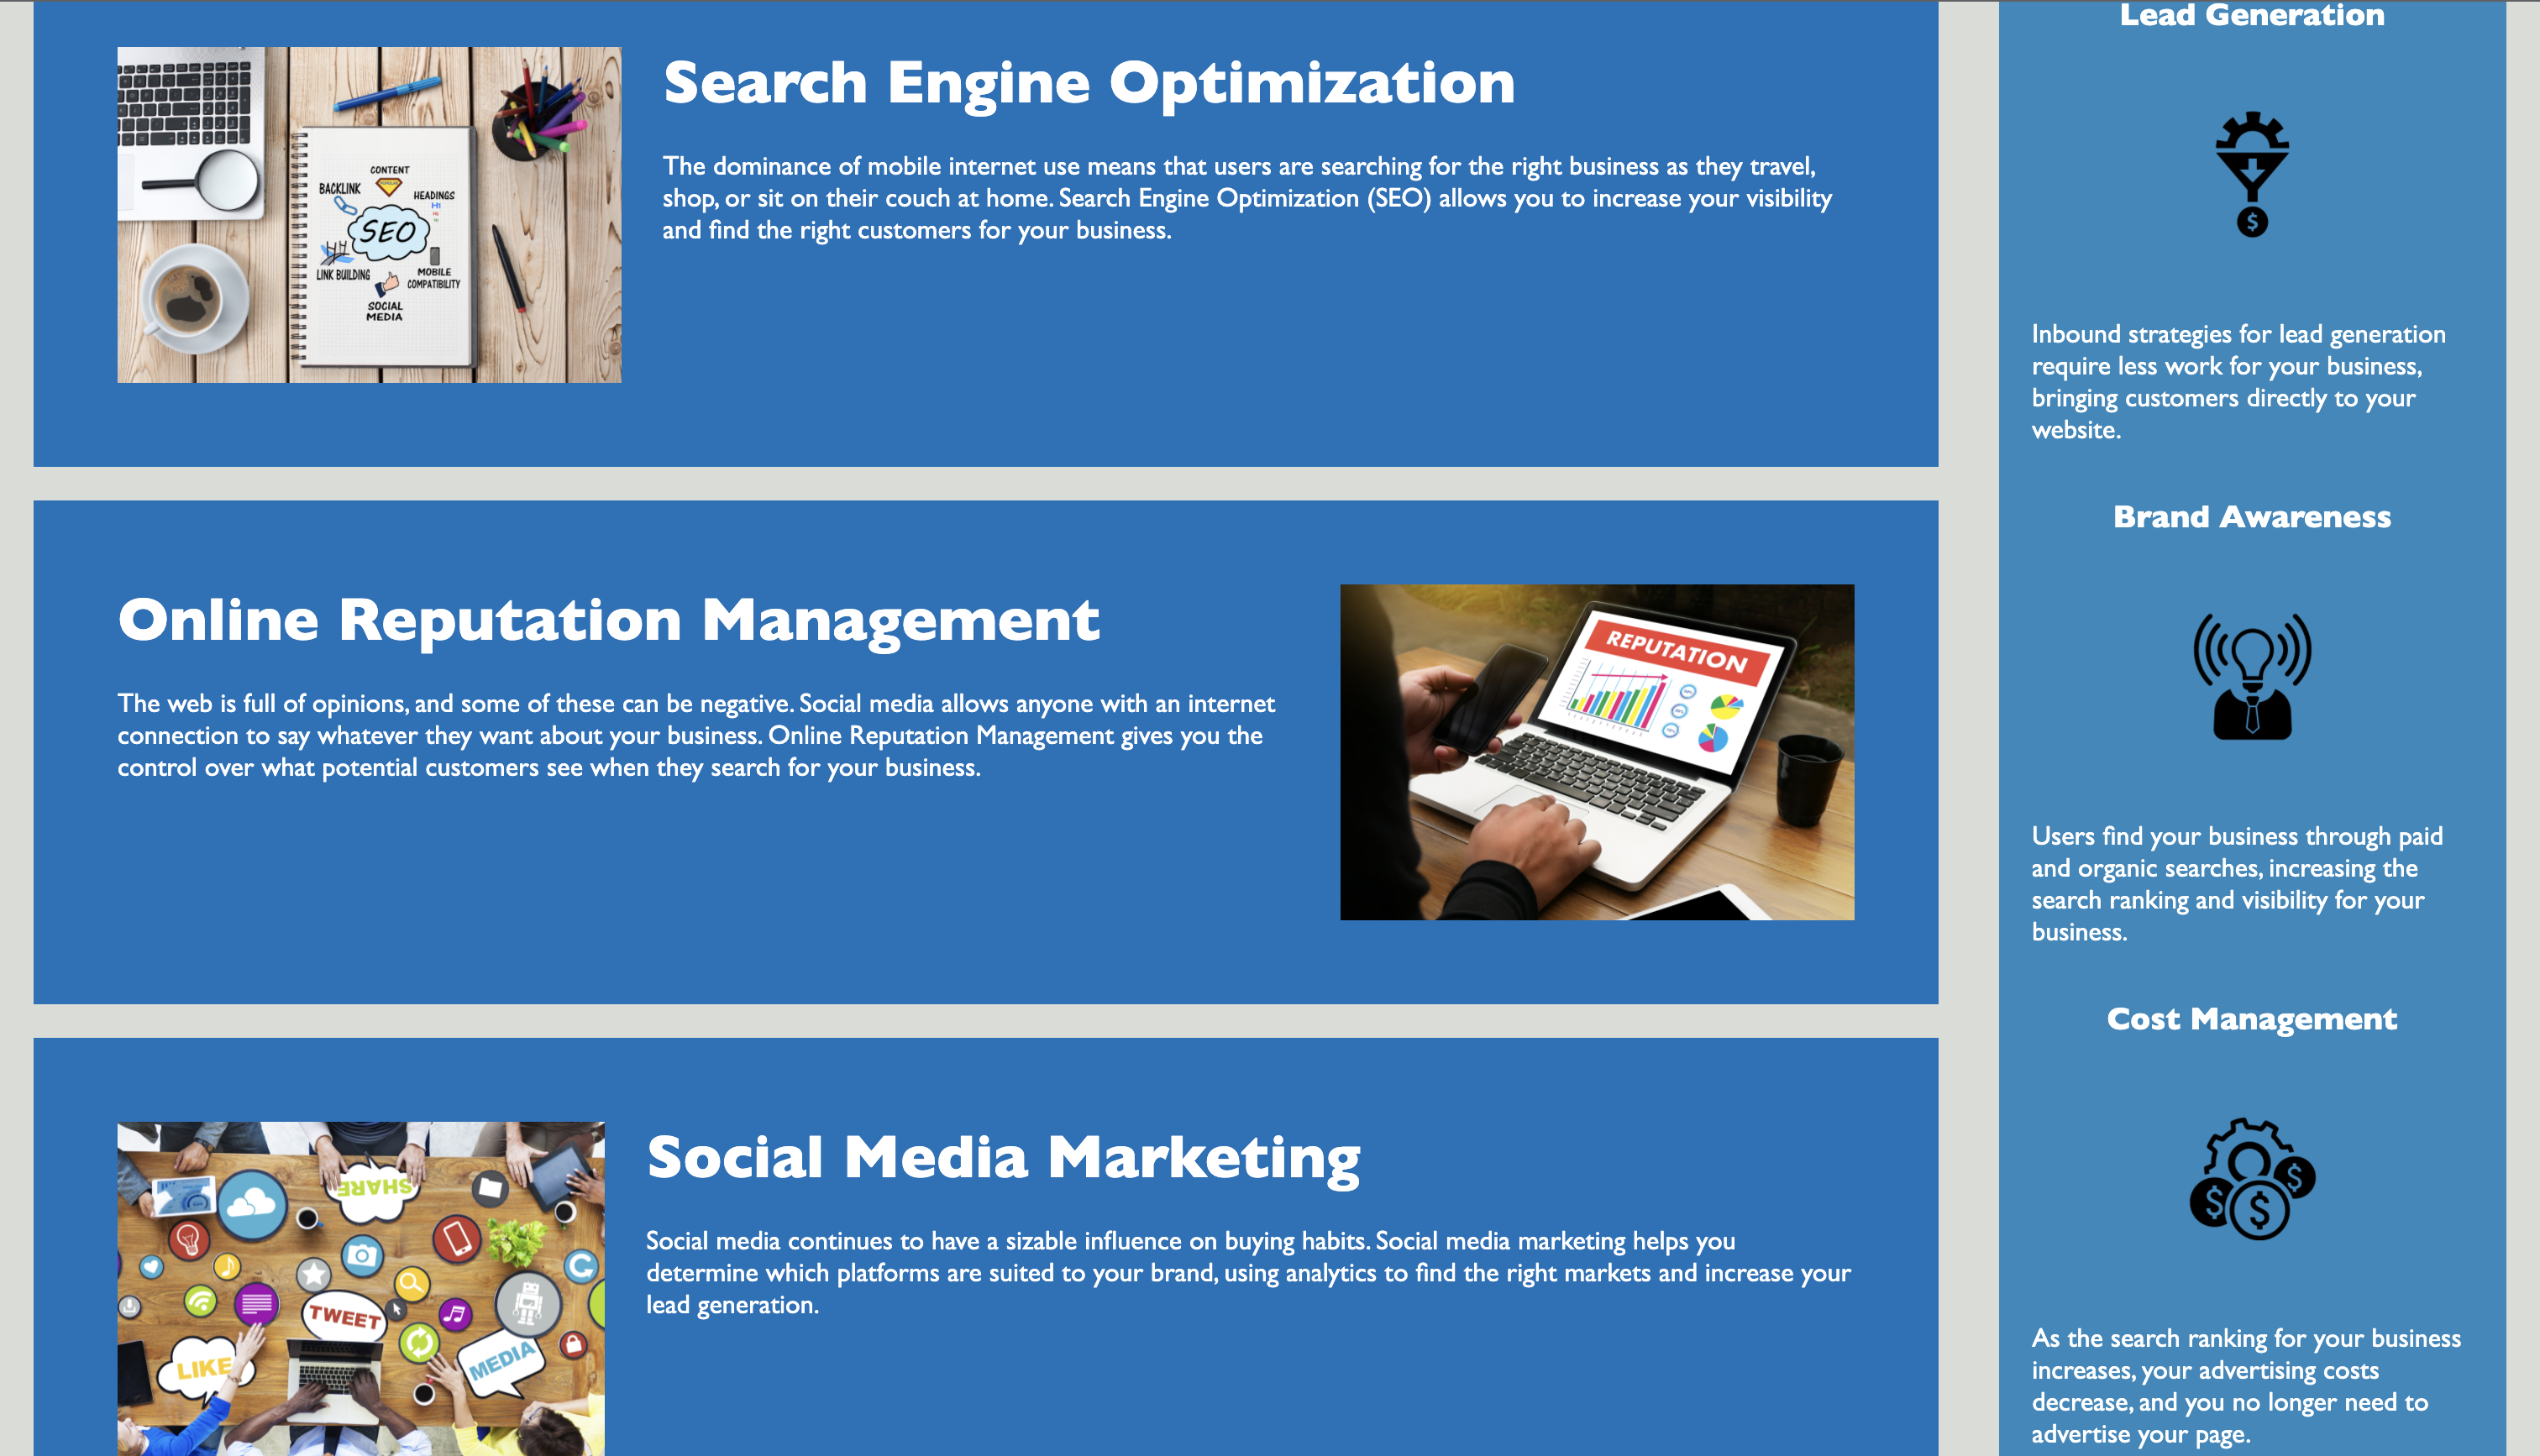 Search Engine Optimization
The dominance of mobile internet use means that users are searching for the right business as they travel,
shop, or sit on their couch at home. Search Engine Optimization (SEO) allows you to increase your visibility
and find the right customers for your business.
CONTENT
BACKLINK
HEADINGS
H1
SEO
LINK BUILDING
MOBILE
COMPATIBILITY
SOCIAL
MEDIA
Online Reputation Management
The web is full of opinions, and some of these can be negative. Social media allows anyone with an internet
connection to say whatever they want about your business. Online Reputation Management gives you the
control over what potential customers see when they search for your business.
REPUTATION
Social Media Marketing
Social media continues to have a sizable influence on buying habits. Social media marketing helps you
determine which platforms are suited to your brand, using analytics to find the right markets and increase your
lead generation.
SHARE
TWEET
LIKE
MEDIA
Lead Generation
$
Inbound strategies for lead generation
require less work for your business,
bringing customers directly to your
website.
Brand Awareness
Users find your business through paid
and organic searches, increasing the
search ranking and visibility for your
business.
Cost Management
$
$
$
As the search ranking for your business
increases, your advertising costs
decrease, and you no longer need to
advertise your page.